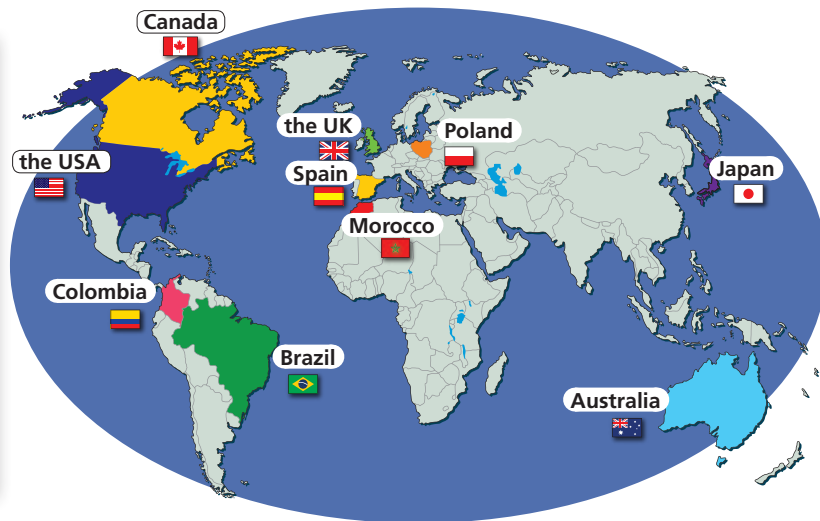 Canada
the UK
Poland
the USA
Spain
Japan
Morocco
Colombia
Brazil
Australia